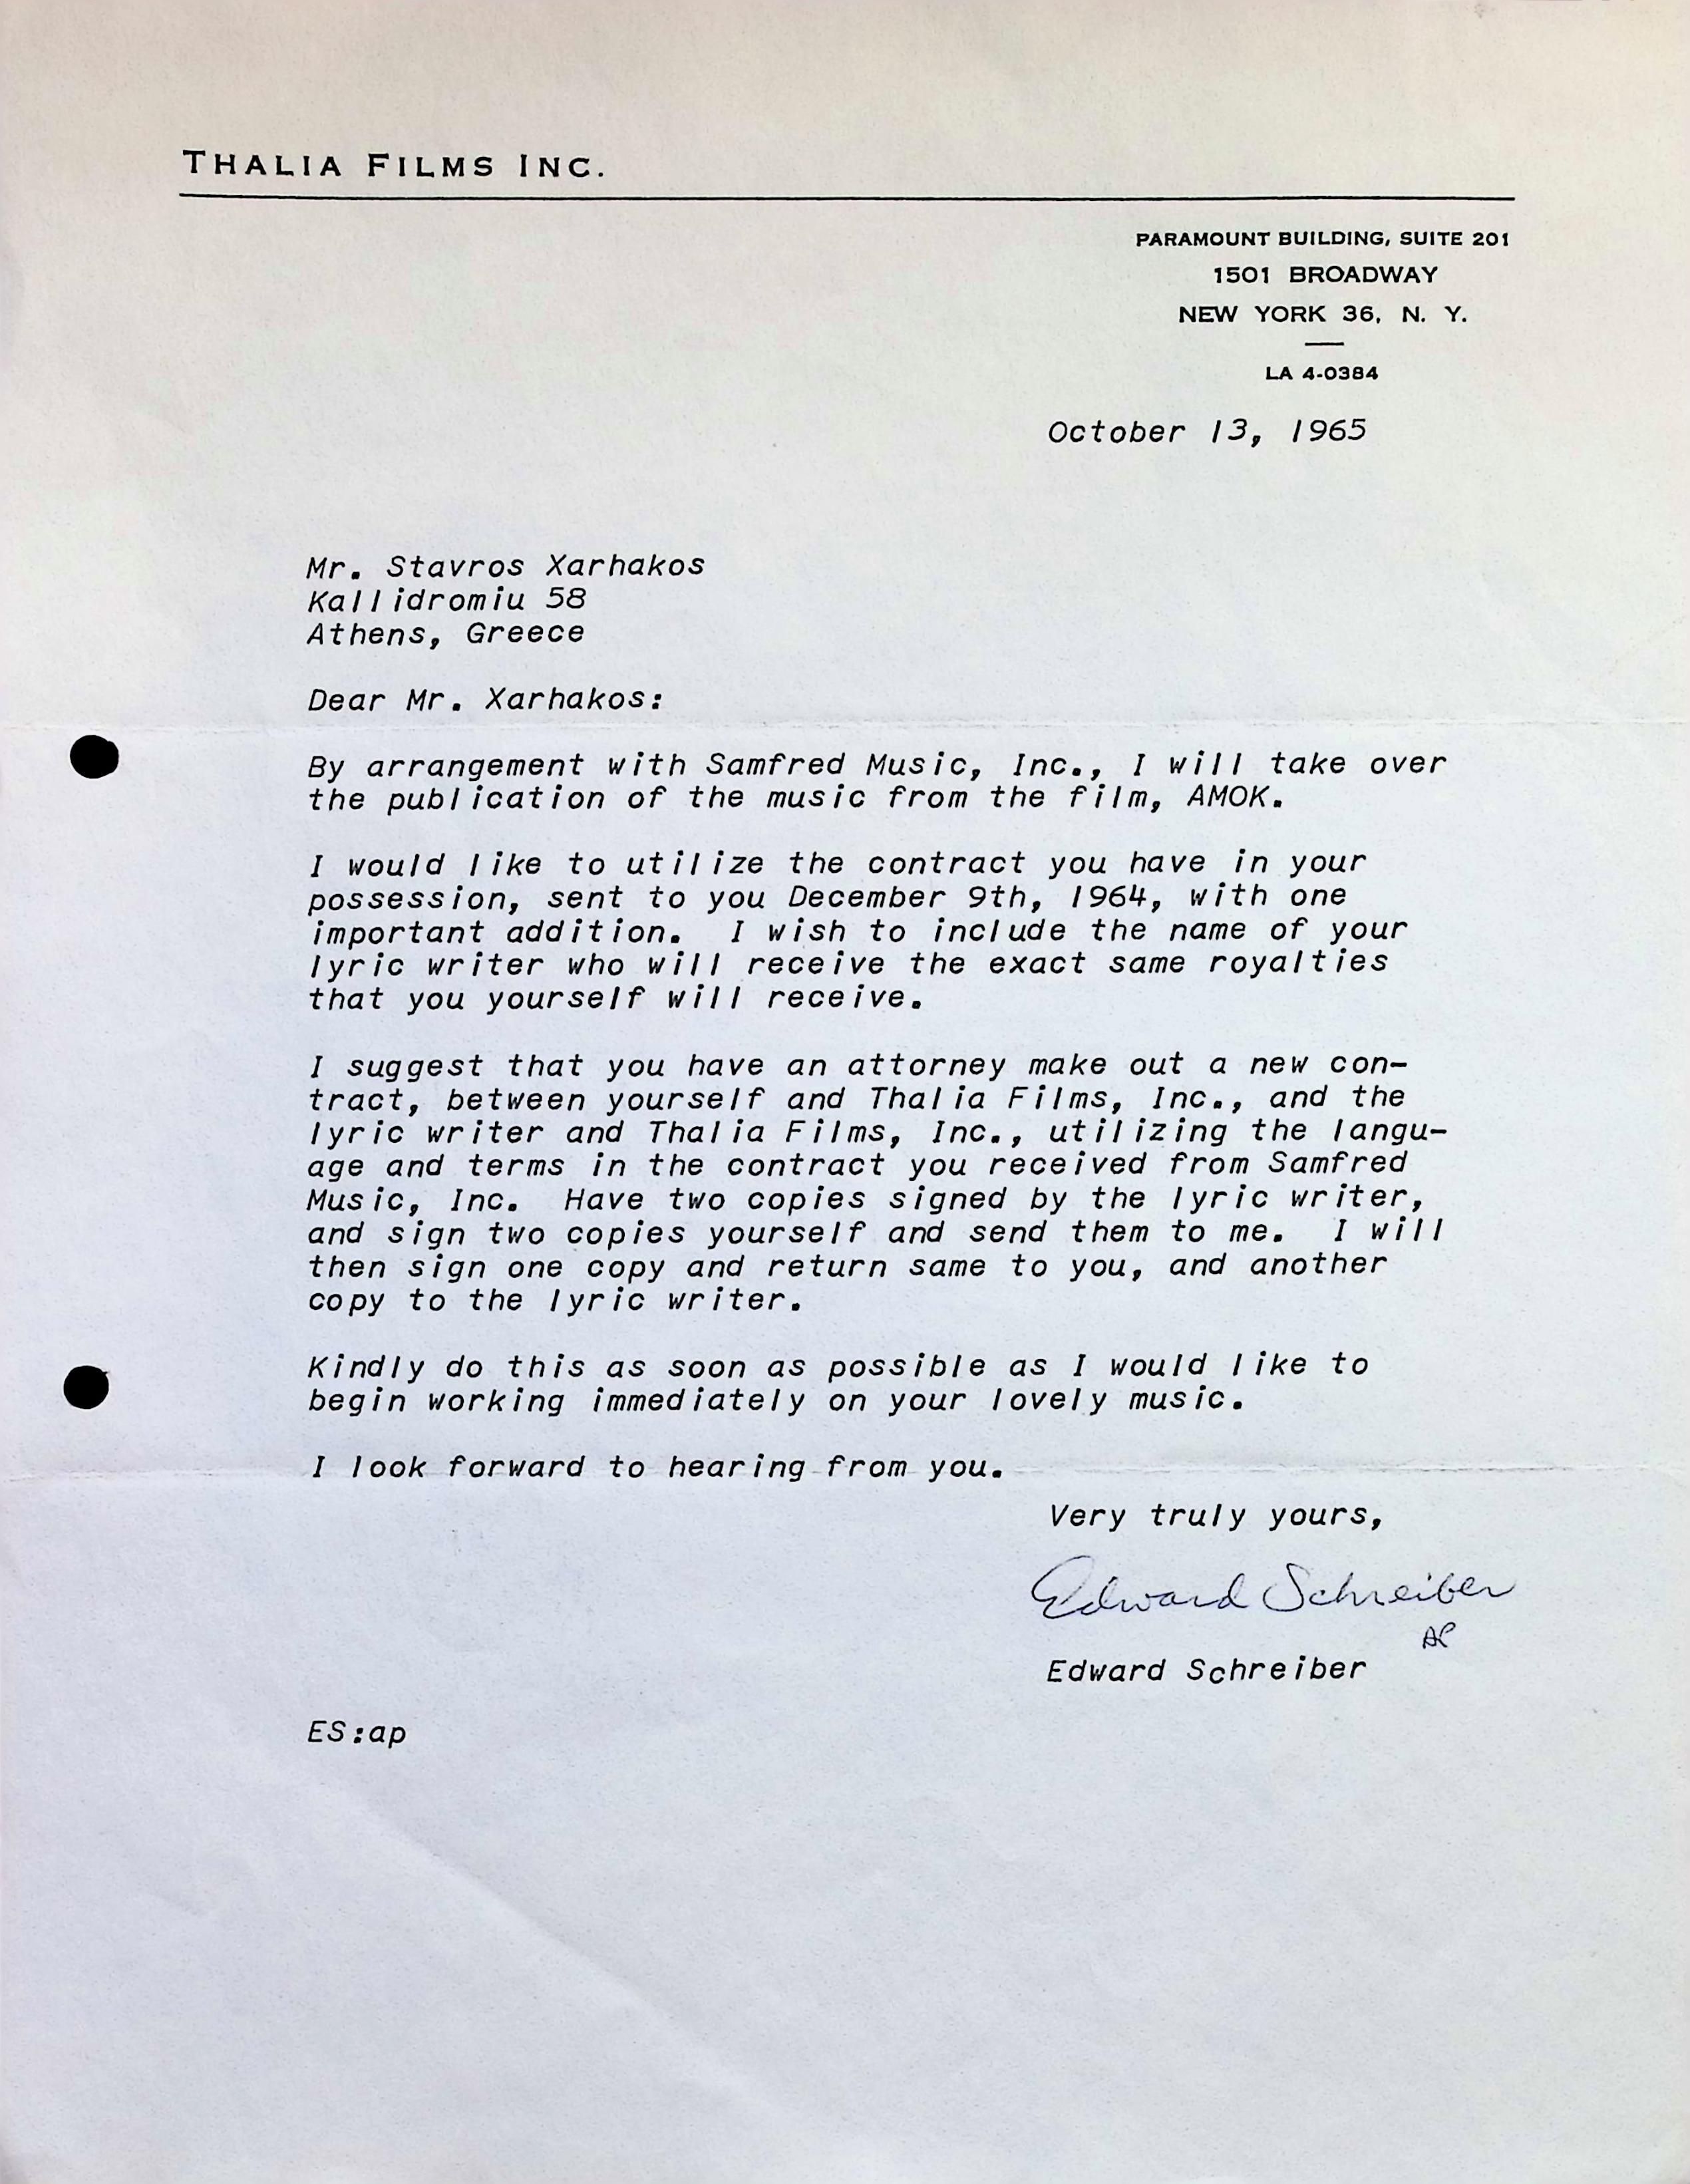 THALIA FILMS INC.
PARAMOUNT BUILDING, SUITE 201
1501 BROADWAY
NEW YORK 36, N. Y.
LA 4-0384
October 13, 1965
Mr. Stavros Xarhakos
Kallidromiu 58
Athens, Greece
Dear Mr. Xarhakos:
By arrangement with Samfred Music, Inc., I will take over
the publication of the music from the film, AMOK.
I would like to utilize the contract you have in your
possession, sent to you December 9th, 1964, with one
important addition. I wish to include the name of your
lyric writer who will receive the exact same royalties
that you yourself will receive.
I suggest that you have an attorney make out a new con-
tract, between yourself and Thalia Films, Inc., and the
lyric writer and Thalia Films, Inc., utilizing the langu-
age and terms in the contract you received from Samfred
Music, Inc. Have two copies signed by the lyric writer,
and sign two copies yourself and send them to me. I will
then sign one copy and return same to you, and another
copy to the lyric writer.
Kindly do this as soon as possible as I would like to
begin working immediately on your lovely music.
I look forward to hearing from you.
Very truly yours,
Edward Schreiber
AP
Edward Schreiber
ES:ap